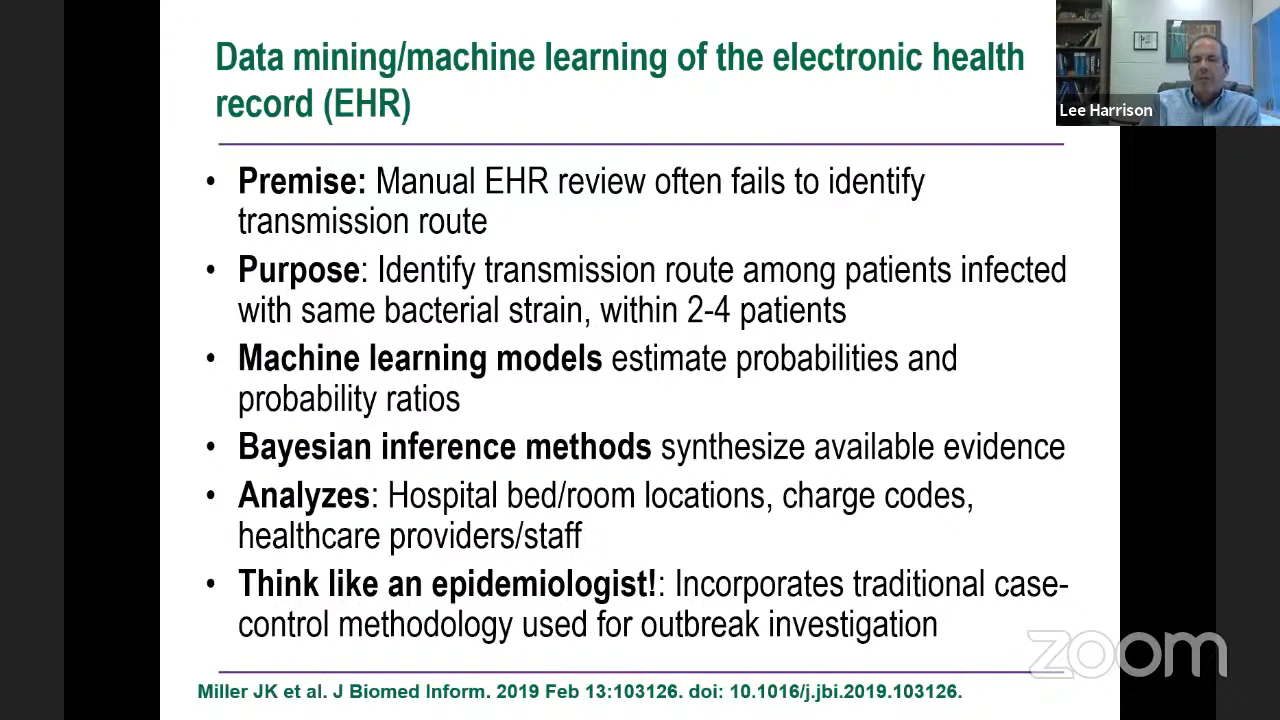 Data mining/machine learning of the electronic health
record (EHR)
Lee Harrison
• Premise: Manual EHR review often fails to identify
transmission route
• Purpose: Identify transmission route among patients infected
with same bacterial strain, within 2-4 patients
• Machine learning models estimate probabilities and
probability ratios
• Bayesian inference methods synthesize available evidence
• Analyzes: Hospital bed/room locations, charge codes,
healthcare providers/staff
• Think like an epidemiologist!: Incorporates traditional case-
control methodology used for outbreak investigation
zoom
Miller JK et al. J Biomed Inform. 2019 Feb 13:103126. doi: 10.1016/j.jbi.2019.103126.